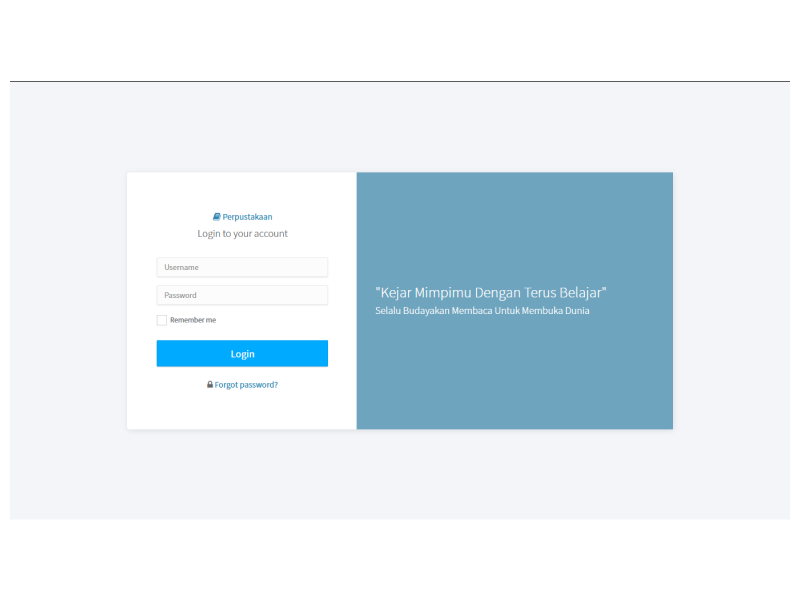 Perpustakaan
Login to your account
Username
Password
Remember me
Login
Forgot password?
"Kejar Mimpimu Dengan Terus Belajar"
Selalu Budayakan Membaca Untuk Membuka Dunia